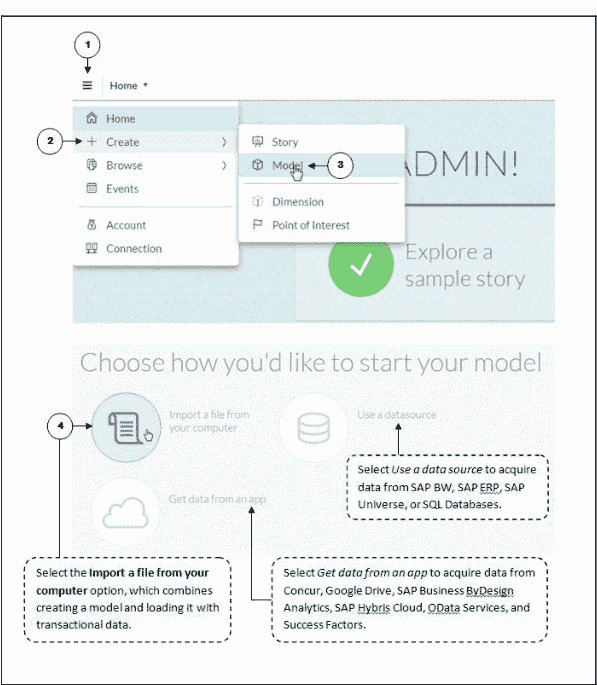 1
Home
Home
2
Create
Browse
Events
Account
Connection
Story
Model
3
Dimension
Point of Interest
ADMIN!
Explore a
sample story
Choose how you'd like to start your model
4
Import a file from
your computer
Use a datasource
Get data from an app
Select Use a data source to acquire
data from SAP BW, SAP ERP, SAP
Universe, or SQL Databases.
Select the Import a file from your
computer option, which combines
creating a model and loading it with
transactional data.
Select Get data from an app to acquire data from
Concur, Google Drive, SAP Business ByDesign
Analytics, SAP Hybris Cloud, OData Services, and
Success Factors.